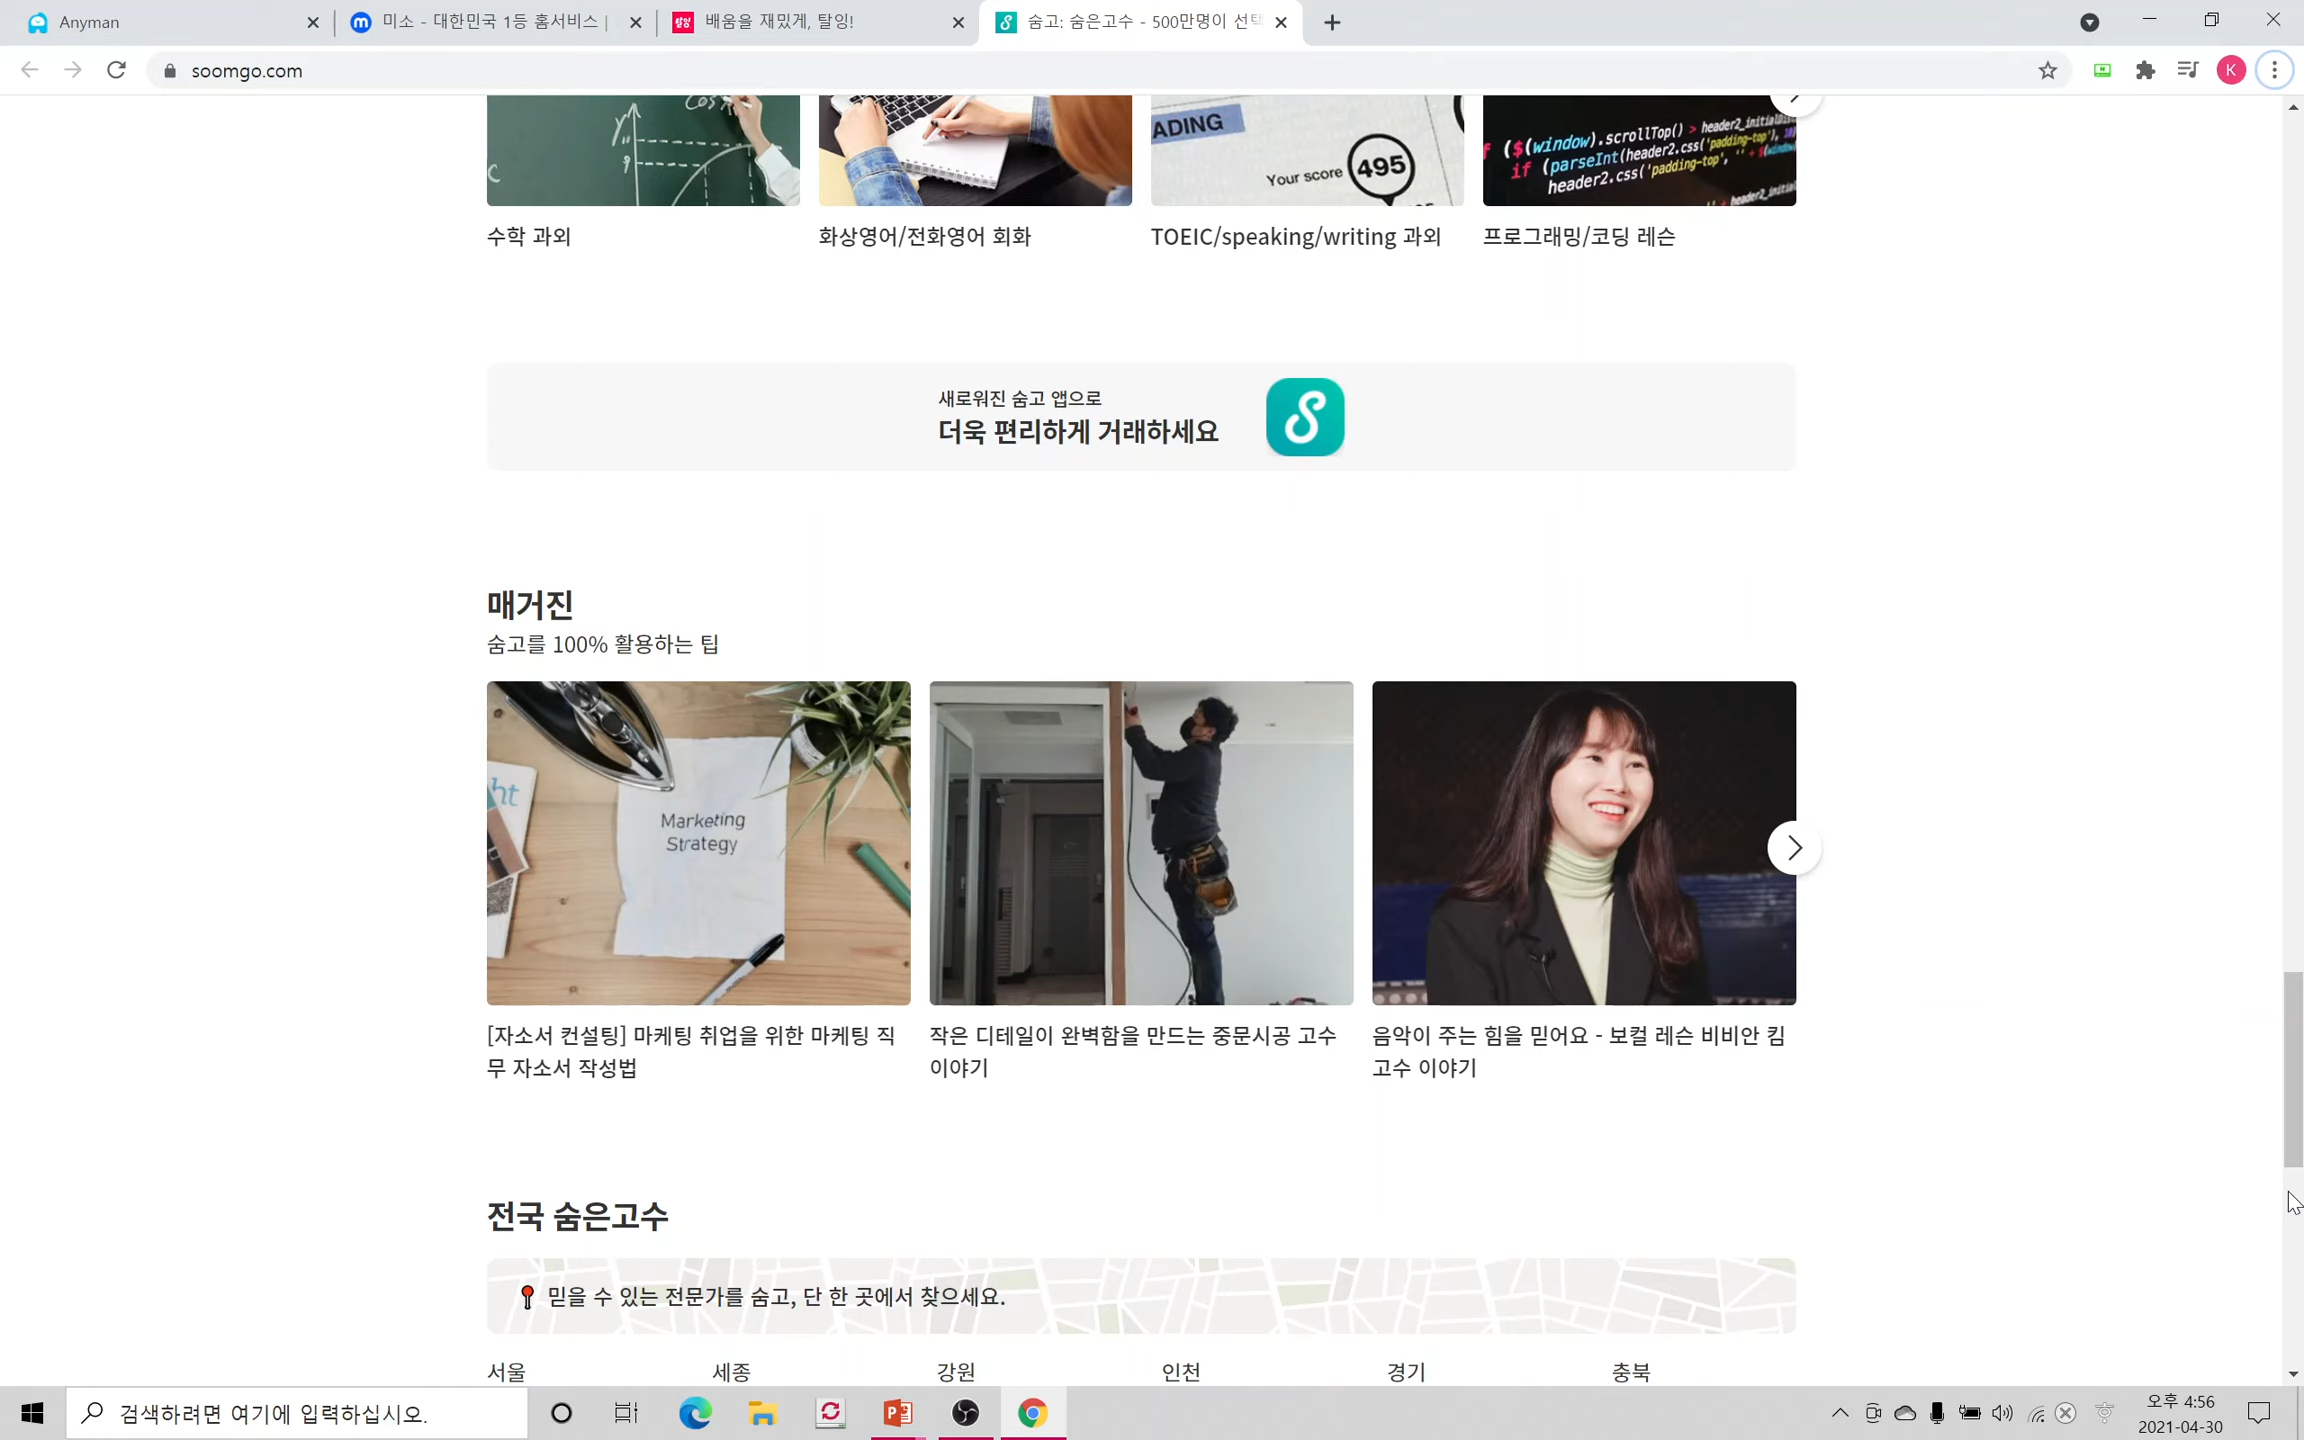 Anyman
미소 - 대한민국 1등 홈서비스 |
배움을 재밌게, 탈잉!
숨고: 숨은고수 - 500만명이 선택
soomgo.com
K
C
Your score 495
ADING
($(window).scrollTop() > header2_initialDis
if (parseInt(header2.css('padding-top',
header2.css('padding-top',
수학 과외
화상영어/전화영어 회화
TOEIC/speaking/writing 과외
프로그래밍/코딩 레슨
새로워진 숨고 앱으로
더욱 편리하게 거래하세요
매거진
숨고를 100% 활용하는 팁
ht
Marketing
Strategy
[자소서 컨설팅] 마케팅 취업을 위한 마케팅 직
무 자소서 작성법
작은 디테일이 완벽함을 만드는 중문시공 고수
이야기
음악이 주는 힘을 믿어요 - 보컬 레슨 비비안 킴
고수 이야기
전국 숨은고수
믿을 수 있는 전문가를 숨고, 단 한 곳에서 찾으세요.
서울
세종
강원
인천
경기
충북
검색하려면 여기에 입력하십시오.
오후 4:56
2021-04-30